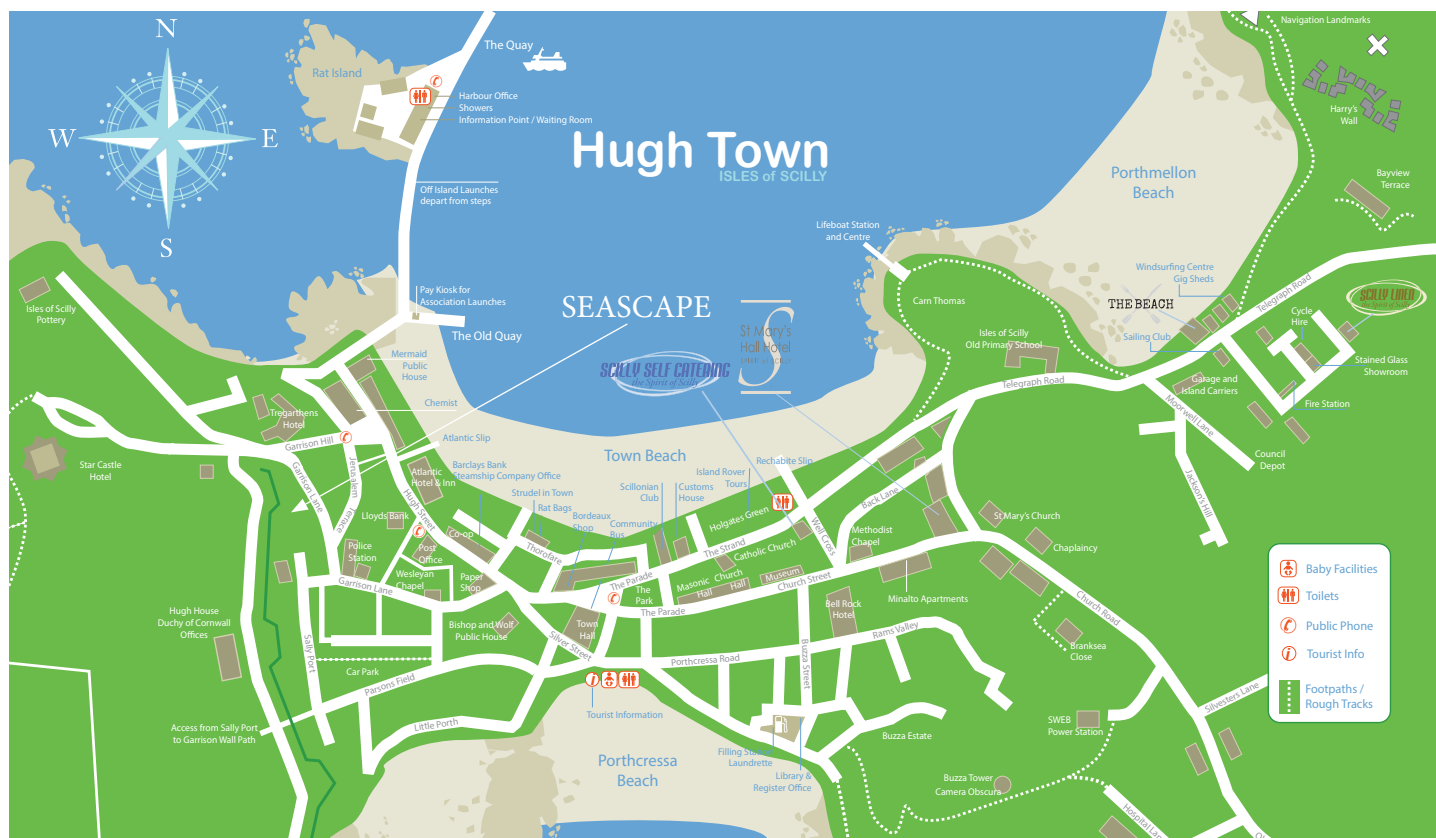 N
W
E
S
Hugh Town
ISLES of SCILLY
Rat Island
The Quay
Harbour Office
Showers
Information Point / Waiting Room
Off Island Launches
depart from steps
Pay Kiosk for
Association Launches
The Old Quay
Navigation Landmarks
Harry's
Wall
Bayview
Terrace
Porthmellon
Beach
Lifeboat Station
and Centre
Carn Thomas
Windsurfing Centre
Gig Sheds
THE BEACH
Sailing Club
Telegraph Road
Cycle
Hire
SCILLY LINEN
the Spirit of Scilly
Stained Glass
Showroom
Fire Station
Garage and
Island Carriers
Moorwell Lane
Council
Depot
Jackson's Hill
Isles of Scilly
Old Primary School
Telegraph Road
SEASCAPE
SCILLY SELF CATERING
the Spirit of Scilly
St Mary's
Hall Hotel
S
Isles of Scilly
Pottery
Mermaid
Public
House
Chemist
Tregarthens
Hotel
Garrison Hill
Star Castle
Hotel
Garrison Lane
Jerusalem
Terrace
Atlantic Slip
Atlantic
Hotel & Inn
Hugh Street
Barclays Bank
Steamship Company Office
Strudel in Town
Rat Bags
Bordeaux
Shop
Community
Bus
Town Beach
Scillonian
Club
Customs
House
Island Rover
Tours
Rechabite Slip
Holgates Green
Lloyds Bank
Co-op
Post
Office
Police
Station
Wesleyan
Chapel
Paper
Shop
Garrison Lane
Thorofare
The Parade
The
Park
The Parade
The Strand
Catholic Church
Masonic
Hall
Church
Hall
Museum
Church Street
Well Cross
Back Lane
Methodist
Chapel
St Mary's Church
Chaplaincy
Minalto Apartments
Church Road
Branksea
Close
Bell Rock
Hotel
Rams Valley
Bishop and Wolf
Public House
Town
Hall
Silver Street
Porthcressa Road
Buzza Street
Hugh House
Duchy of Cornwall
Offices
Sally Port
Car Park
Parsons Field
Little Porth
Access from Sally Port
to Garrison Wall Path
Tourist Information
Porthcressa
Beach
Filling Station
Laundrette
Library &
Register Office
Buzza Estate
SWEB
Power Station
Buzza Tower
Camera Obscura
Silvesters Lane
Baby Facilities
Toilets
Public Phone
Tourist Info
Footpaths /
Rough Tracks